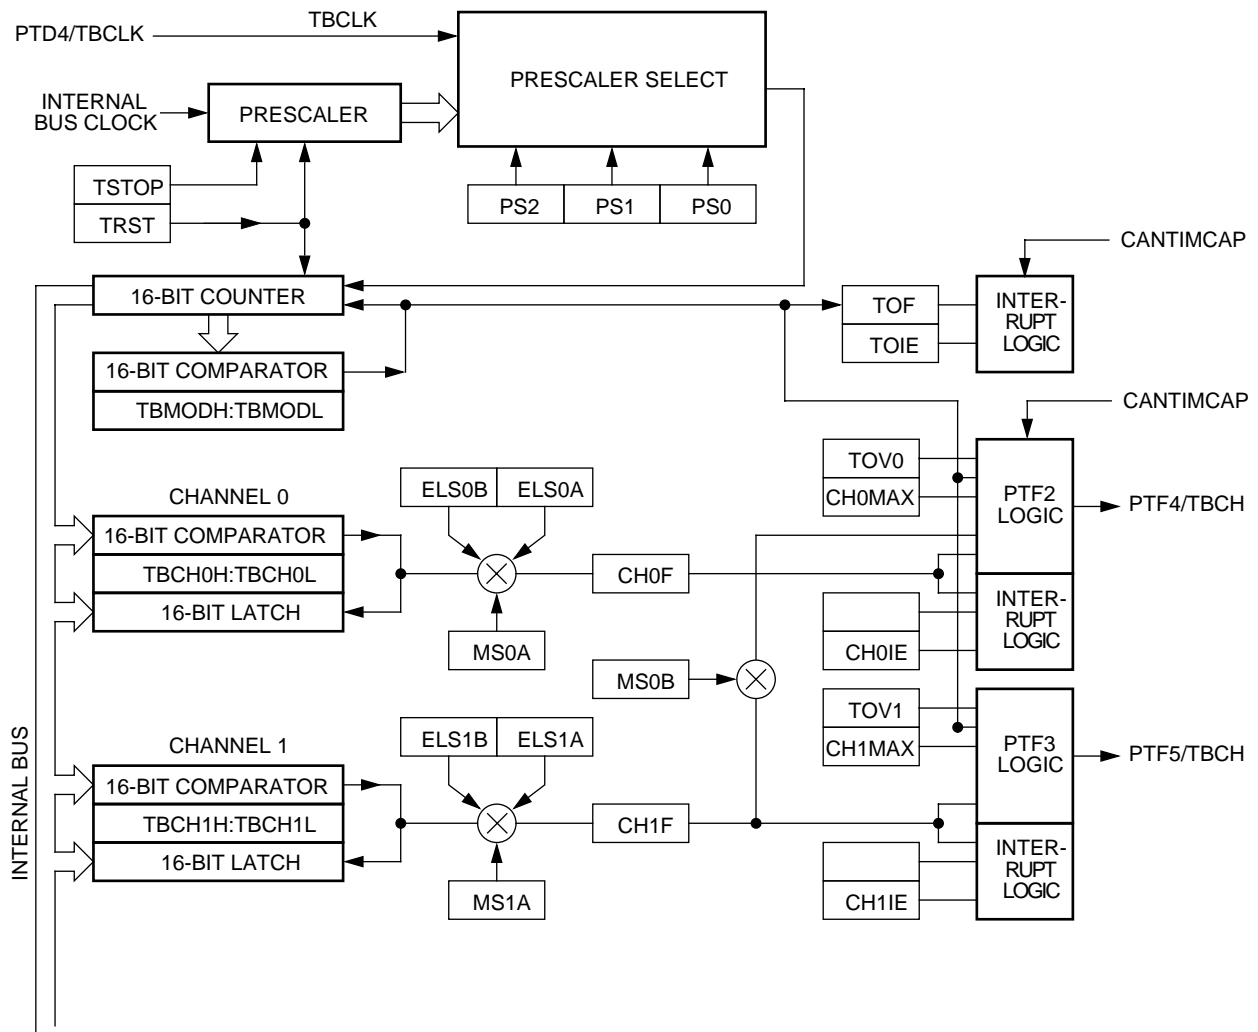 TBCLK
PTD4/TBCLK
PRESCALER SELECT
INTERNAL
BUS CLOCK
PRESCALER
TSTOP
TRST
PS2
PS1
PS0
CANTIMCAP
16-BIT COUNTER
TOF
TOIE
INTER-
RUPT
LOGIC
16-BIT COMPARATOR
TBMODH:TBMODL
CANTIMCAP
TOV0
CH0MAX
PTF2
LOGIC
PTF4/TBCH
CHANNEL 0
ELS0B
ELS0A
16-BIT COMPARATOR
TBCH0H:TBCH0L
16-BIT LATCH
CH0F
MS0A
CH0IE
INTER-
RUPT
LOGIC
MS0B
TOV1
CH1MAX
PTF3
LOGIC
PTF5/TBCH
INTERNAL BUS
CHANNEL 1
ELS1B
ELS1A
16-BIT COMPARATOR
TBCH1H:TBCH1L
16-BIT LATCH
CH1F
MS1A
CH1IE
INTER-
RUPT
LOGIC